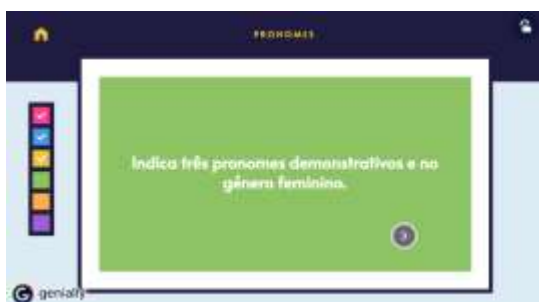 PRONOMES
Indica três pronomes demonstrativos e no
género feminino.
genially